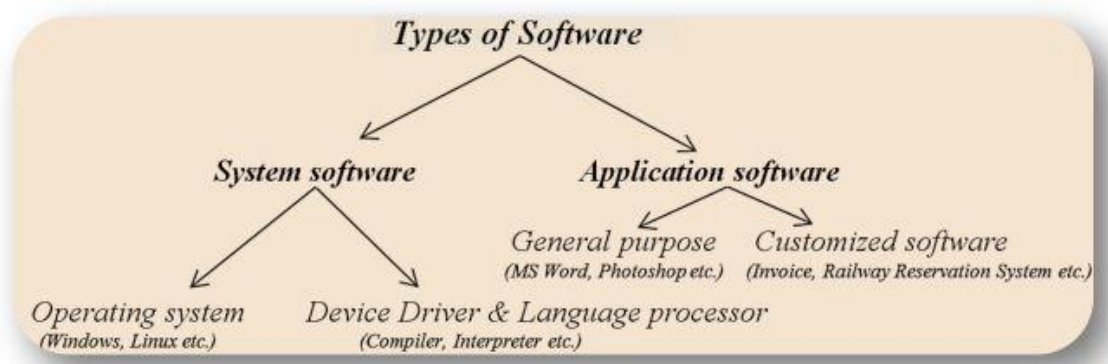 Types of Software
System software
Application software
General purpose
(MS Word, Photoshop etc.)
Customized software
(Invoice, Railway Reservation System etc.)
Operating system
(Windows, Linux etc.)
Device Driver & Language processor
(Compiler, Interpreter etc.)